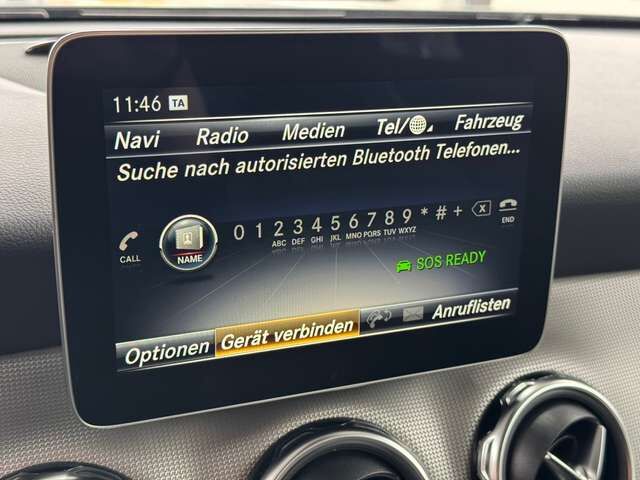 11:46 TA
Navi Radio Medien Tel/ Fahrzeug
Suche nach autorisierten Bluetooth Telefonen...
CALL NAME 0 1 2 3 4 5 6 7 8 9 * # + X END
ABC DEF GHI JKL MNO PQRS TUV WXYZ
SOS READY
Optionen Gerät verbinden Anruflisten